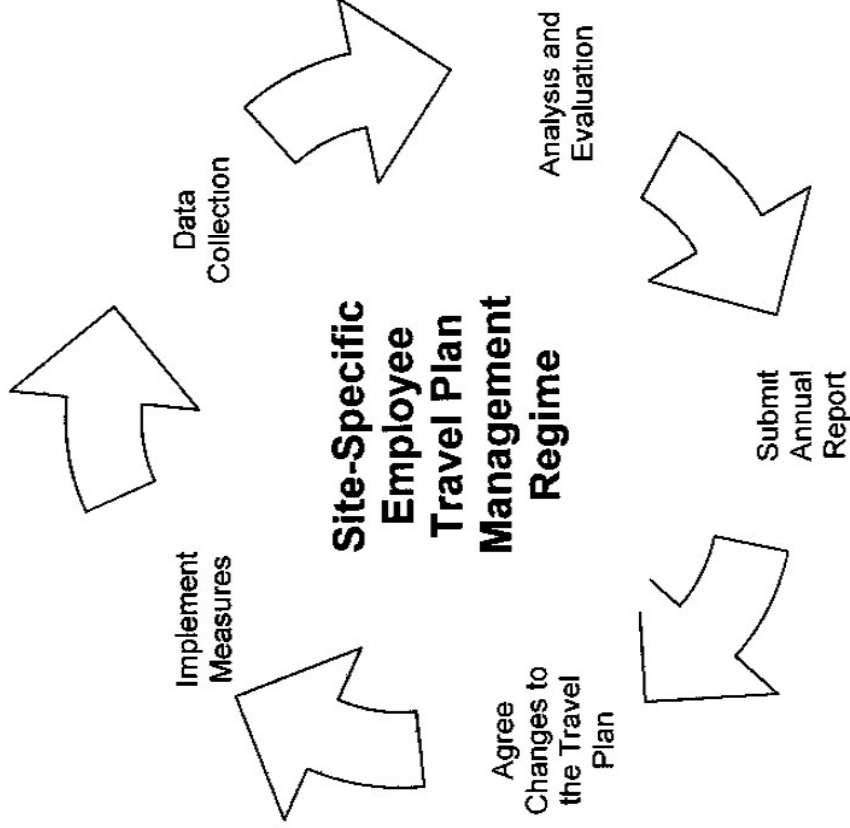 Site-Specific
Employee
Travel Plan
Management
Regime
Data
Collection
Analysis and
Evaluation
Submit
Annual
Report
Agree
Changes to
the Travel
Plan
Implement
Measures